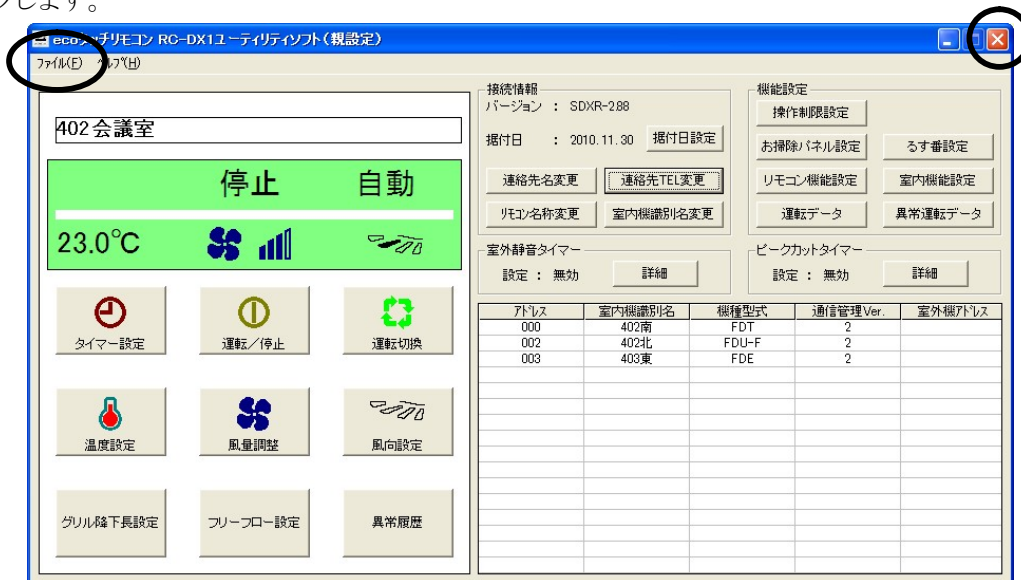 クします。
ecoタッチリモコン RC-DX1ユーティリティソフト(親設定)
ファイル(F) ヘルプ(H)
402会議室
停止 自動
23.0℃
タイマー設定 運転／停止 運転切換
温度設定 風量調整 風向設定
グリル降下長設定 フリーフロー設定 異常履歴
接続情報
バージョン : SDXR-2.88
据付日 : 2010.11.30 据付日設定
連絡先名変更 連絡先TEL変更
リモコン名称変更 室内機識別名変更
機能設定
操作制限設定
お掃除パネル設定 るす番設定
リモコン機能設定 室内機能設定
運転データ 異常運転データ
室外静音タイマー
設定 : 無効 詳細
ピークカットタイマー
設定 : 無効 詳細
アドレス 室内機識別名 機種型式 通信管理Ver. 室外機アドレス
000 402南 FDT 2
002 402北 FDU-F 2
003 403東 FDE 2